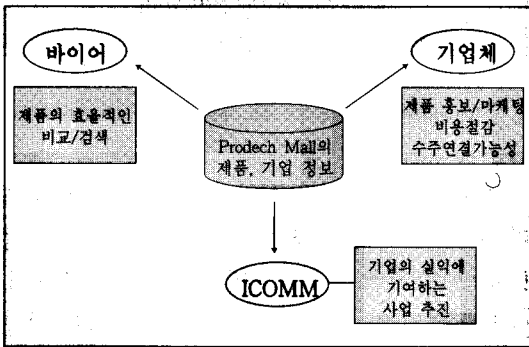 바이어
기업체
제품의 효율적인
비교/검색
제품 홍보/마케팅
비용절감
수주연결가능성
Prodech Mall의
제품, 기업 정보
ICOMM
기업의 실익에
기여하는
사업 추진